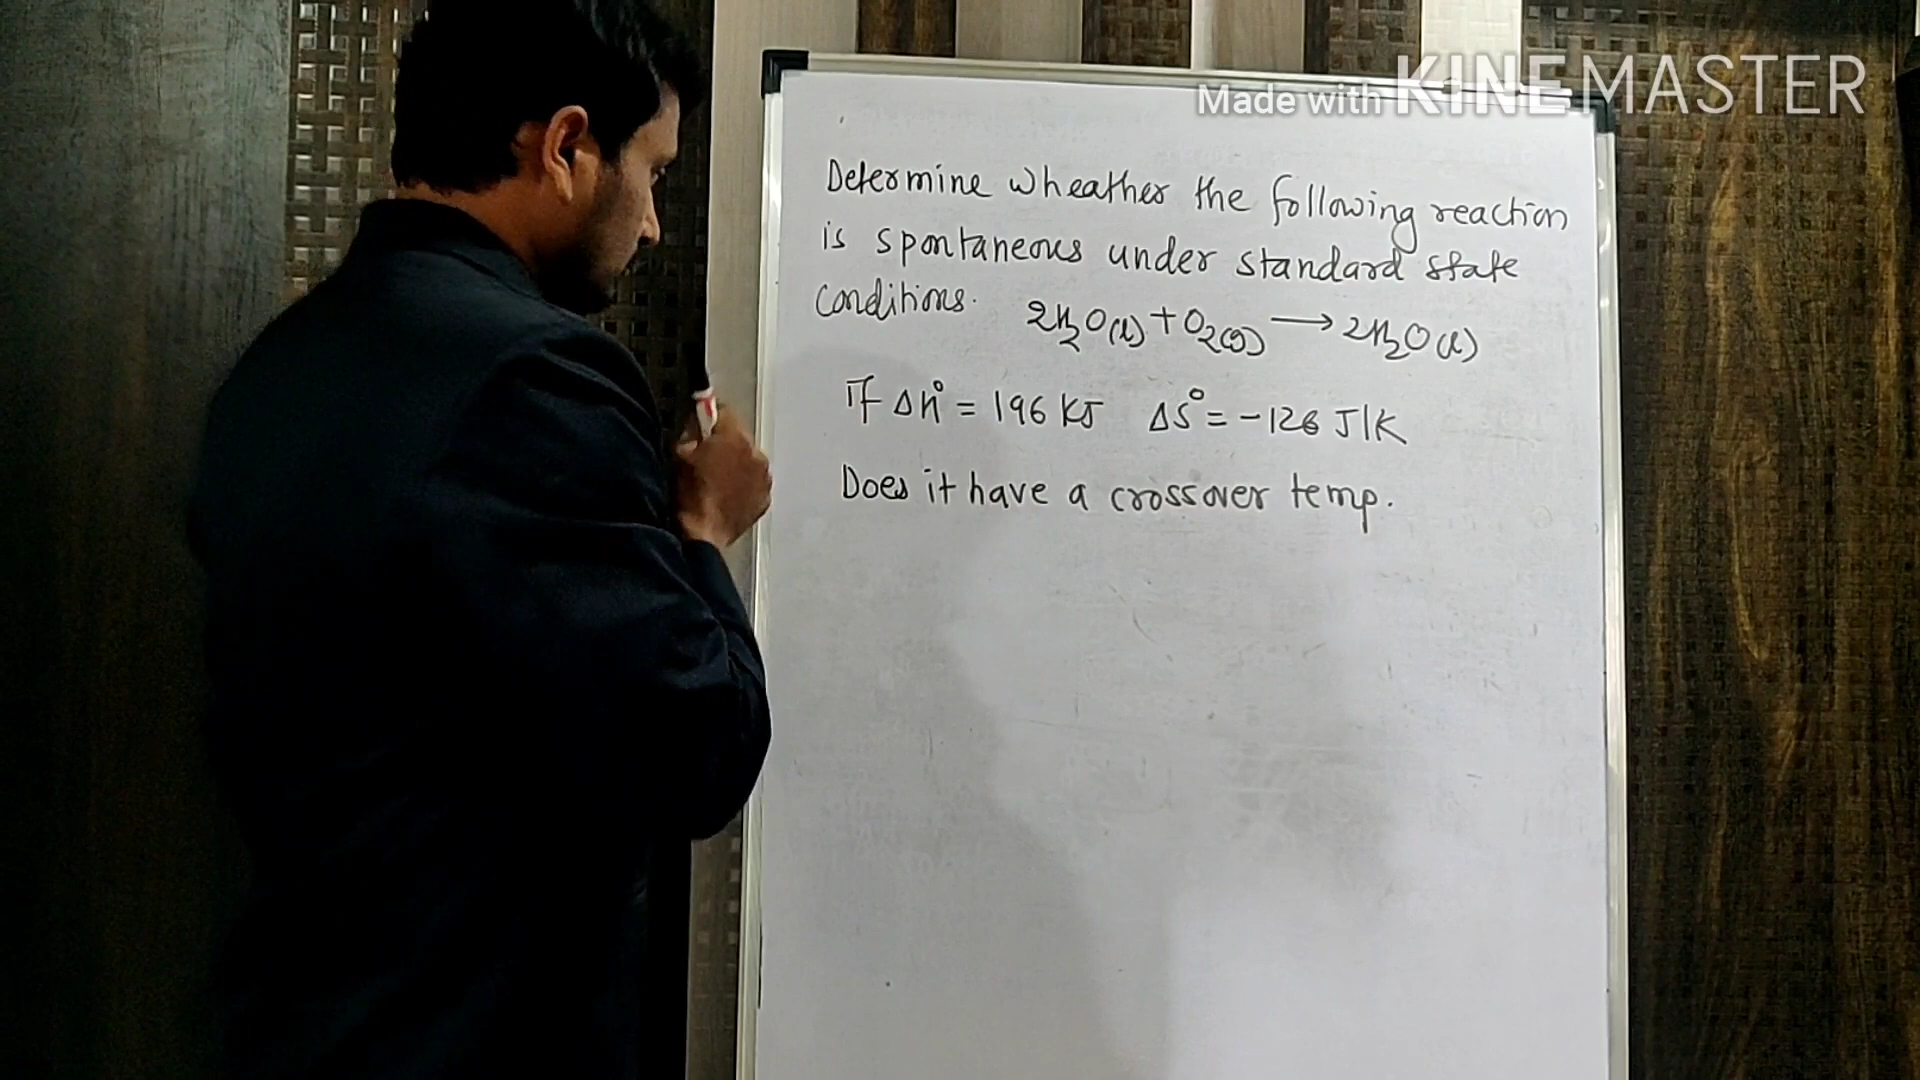 Made with KINEMASTER
Determine wheather the following reaction
is spontaneous under standard state
conditions. 2H₂O(l) + O₂(g) → 2H₂O(l)
If ΔH° = 196 KJ ΔS° = -126 J/K
Does it have a crossover temp.